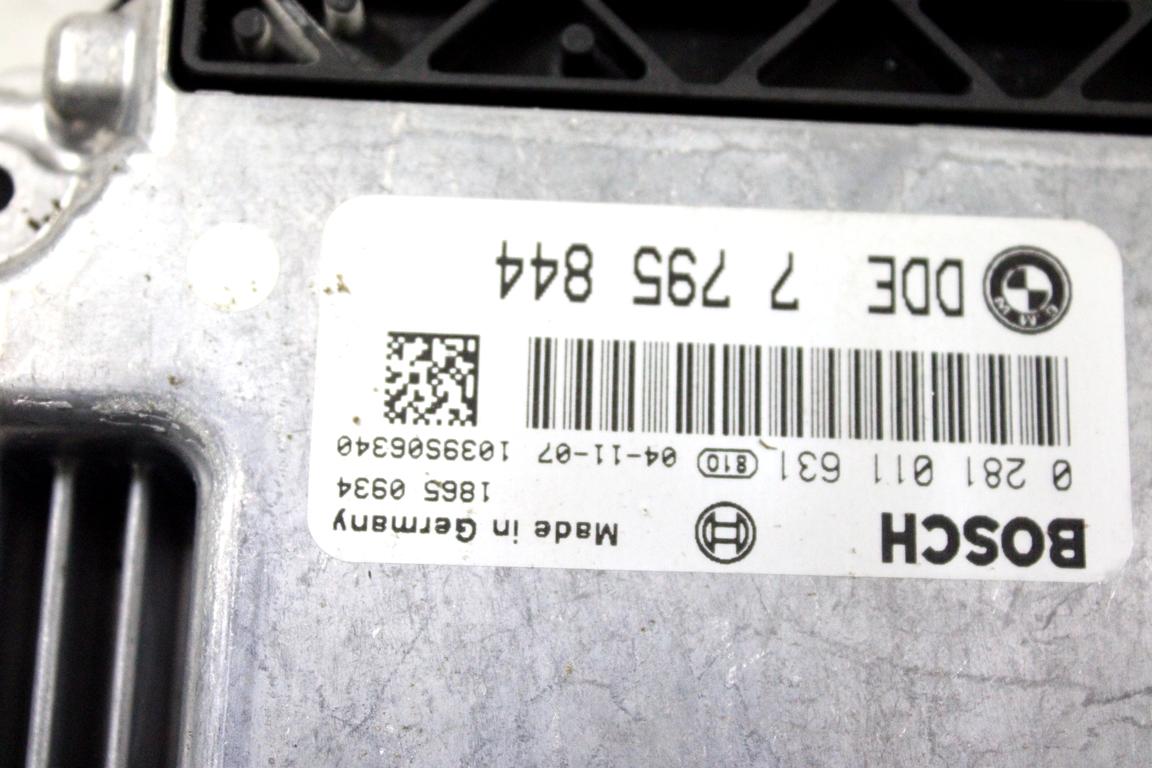 BOSCH Made in Germany
1865 0934
0 281 011 631 810 04-11-07 1039S06340
BMW DDE 7 795 844